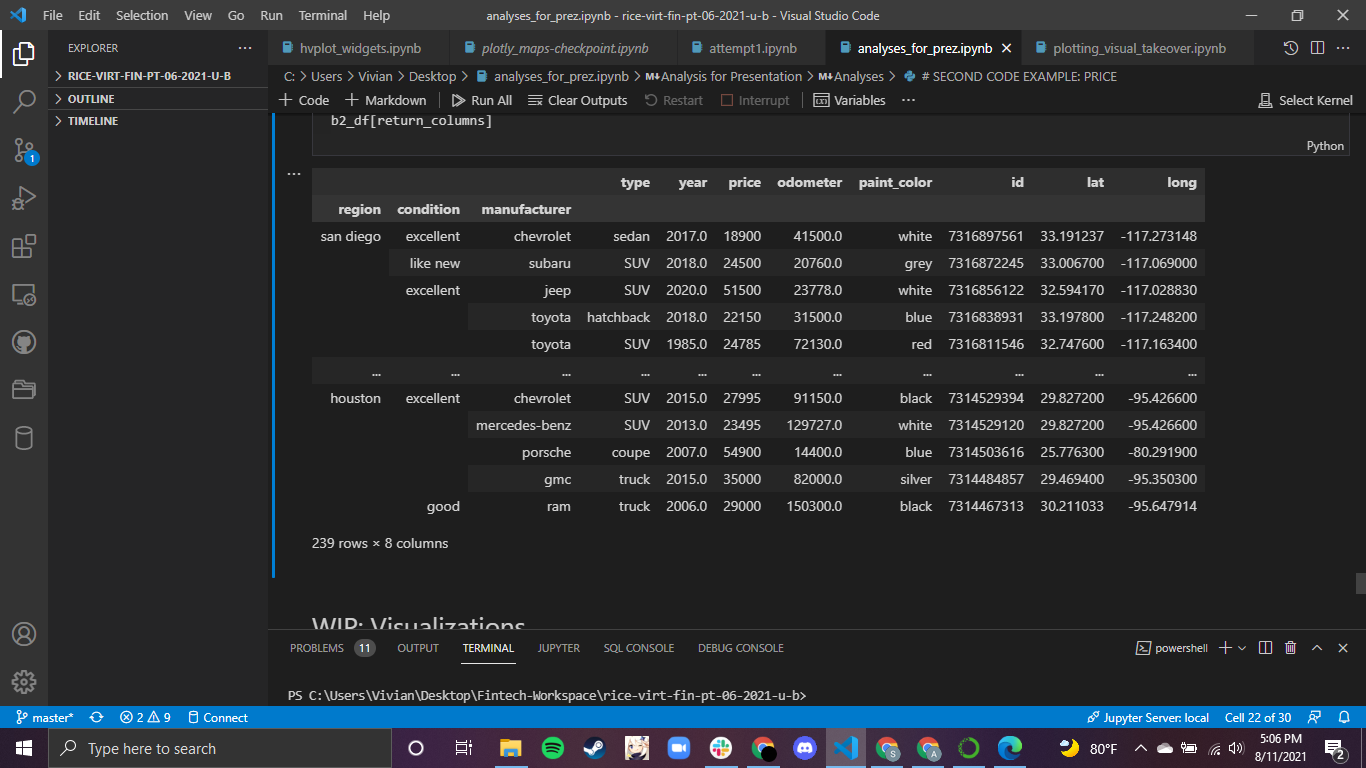 File Edit Selection View Go Run Terminal Help analyses_for_prez.ipynb - rice-virt-fin-pt-06-2021-u-b - Visual Studio Code
EXPLORER ...
RICE-VIRT-FIN-PT-06-2021-U-B
OUTLINE
TIMELINE
hvplot_widgets.ipynb plotly_maps-checkpoint.ipynb attempt1.ipynb analyses_for_prez.ipynb plotting_visual_takeover.ipynb ...
C: > Users > Vivian > Desktop > analyses_for_prez.ipynb > M↓Analysis for Presentation > M↓Analyses > # SECOND CODE EXAMPLE: PRICE
+ Code + Markdown Run All Clear Outputs Restart Interrupt Variables ... Select Kernel
b2_df[return_columns]
Python
...
type year price odometer paint_color id lat long
region condition manufacturer
san diego excellent chevrolet sedan 2017.0 18900 41500.0 white 7316897561 33.191237 -117.273148
like new subaru SUV 2018.0 24500 20760.0 grey 7316872245 33.006700 -117.069000
excellent jeep SUV 2020.0 51500 23778.0 white 7316856122 32.594170 -117.028830
toyota hatchback 2018.0 22150 31500.0 blue 7316838931 33.197800 -117.248200
toyota SUV 1985.0 24785 72130.0 red 7316811546 32.747600 -117.163400
... ... ... ... ... ... ... ... ... ... ...
houston excellent chevrolet SUV 2015.0 27995 91150.0 black 7314529394 29.827200 -95.426600
mercedes-benz SUV 2013.0 23495 129727.0 white 7314529120 29.827200 -95.426600
porsche coupe 2007.0 54900 14400.0 blue 7314503616 25.776300 -80.291900
gmc truck 2015.0 35000 82000.0 silver 7314484857 29.469400 -95.350300
good ram truck 2006.0 29000 150300.0 black 7314467313 30.211033 -95.647914
239 rows × 8 columns
WIP: Visualizations
PROBLEMS 11 OUTPUT TERMINAL JUPYTER SQL CONSOLE DEBUG CONSOLE powershell
PS C:\Users\Vivian\Desktop\Fintech-Workspace\rice-virt-fin-pt-06-2021-u-b>
1
master* 2 9 Connect Jupyter Server: local Cell 22 of 30
Type here to search
S A 80°F 5:06 PM
8/11/2021 2